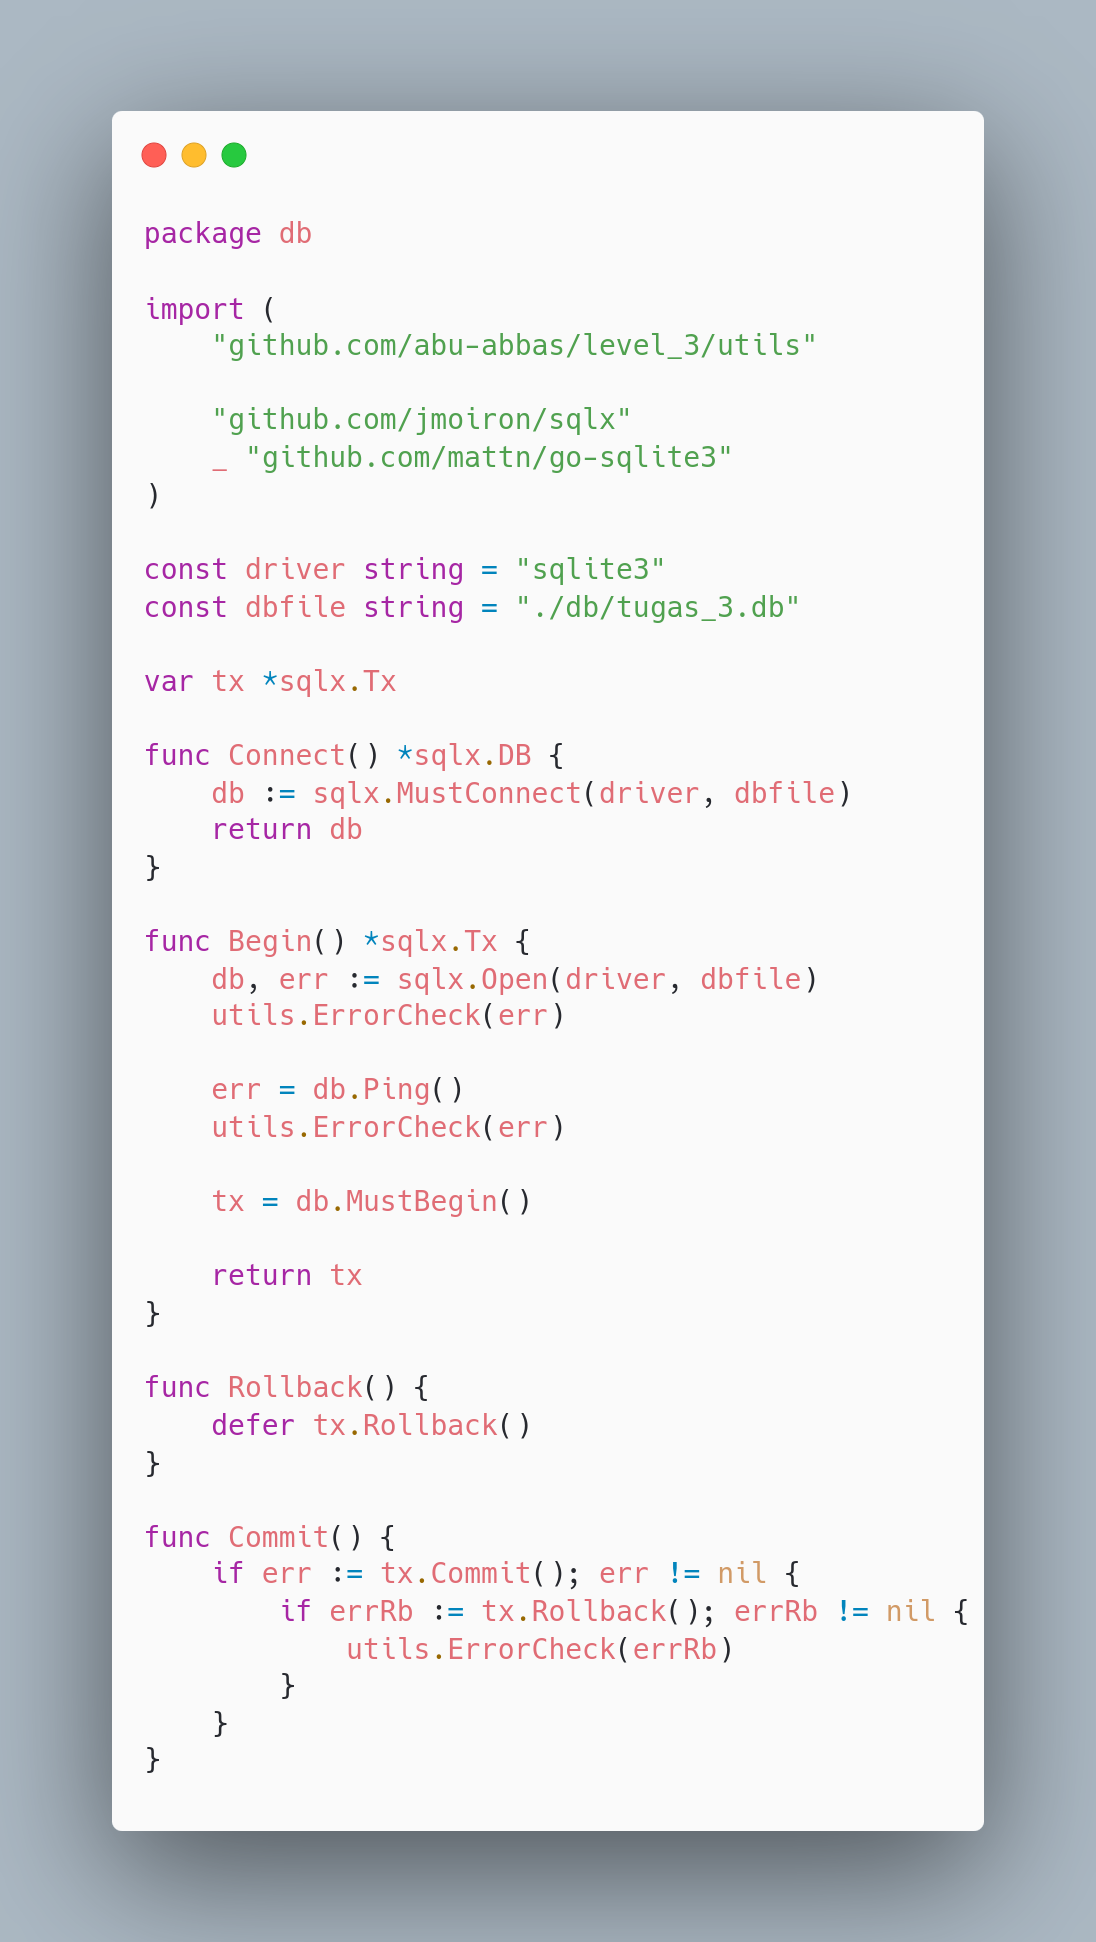 package db

import (
    "github.com/abu-abbas/level_3/utils"

    "github.com/jmoiron/sqlx"
    _ "github.com/mattn/go-sqlite3"
)

const driver string = "sqlite3"
const dbfile string = "./db/tugas_3.db"

var tx *sqlx.Tx

func Connect() *sqlx.DB {
    db := sqlx.MustConnect(driver, dbfile)
    return db
}

func Begin() *sqlx.Tx {
    db, err := sqlx.Open(driver, dbfile)
    utils.ErrorCheck(err)

    err = db.Ping()
    utils.ErrorCheck(err)

    tx = db.MustBegin()

    return tx
}

func Rollback() {
    defer tx.Rollback()
}

func Commit() {
    if err := tx.Commit(); err != nil {
        if errRb := tx.Rollback(); errRb != nil {
            utils.ErrorCheck(errRb)
        }
    }
}